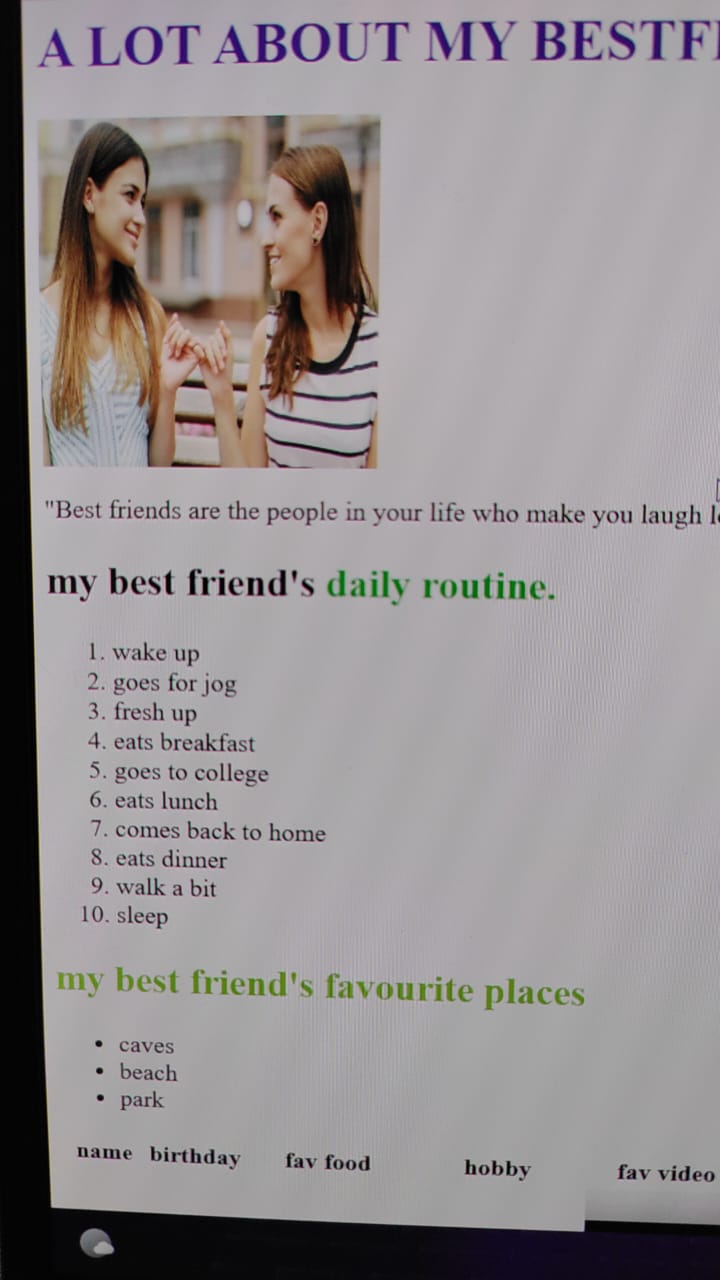 A LOT ABOUT MY BESTF
"Best friends are the people in your life who make you laugh
my best friend's daily routine.
1. wake up
2. goes for jog
3. fresh up
4. eats breakfast
5. goes to college
6. eats lunch
7. comes back to home
8. eats dinner
9. walk a bit
10. sleep
my best friend's favourite places
• caves
• beach
• park
name birthday fav food hobby fav video